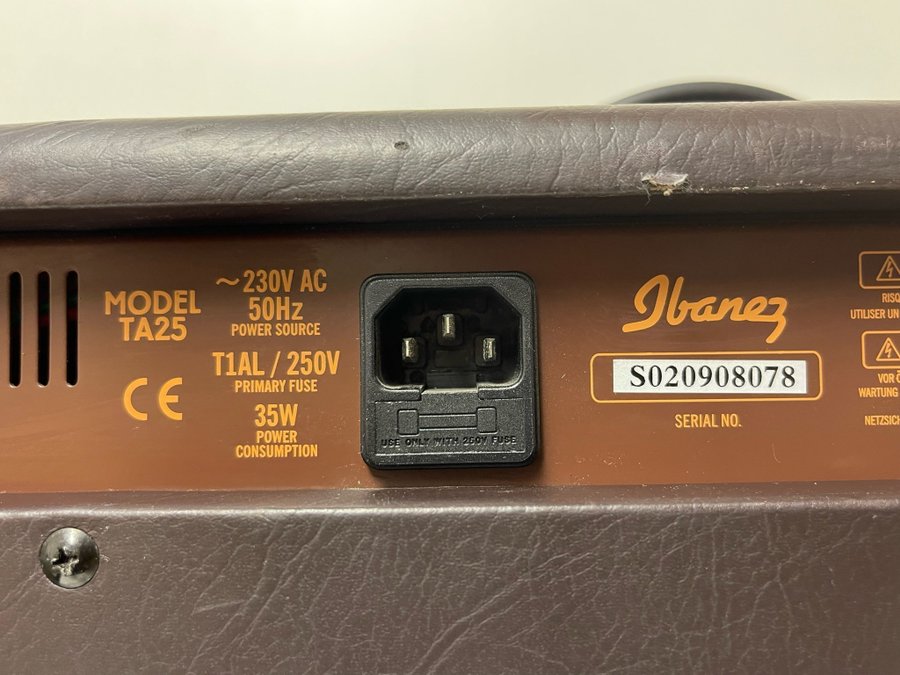 MODEL
TA25
~230V AC
50Hz
POWER SOURCE
T1AL / 250V
PRIMARY FUSE
35W
POWER
CONSUMPTION
CE
USE ONLY WITH 250V FUSE
Ibanez
S020908078
SERIAL NO.
RISQ
UTILISER UN
VOR Ö
WARTUNG
NETZSICH